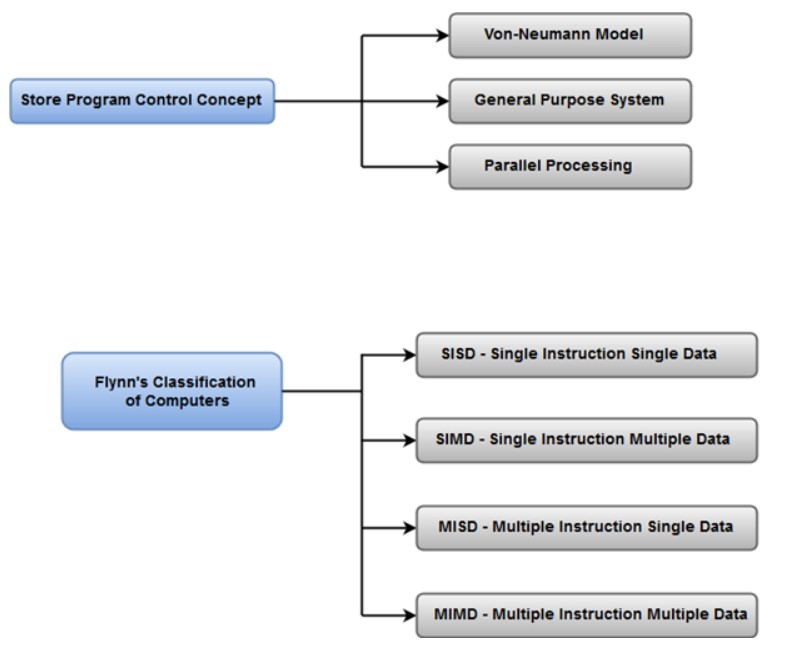 Von-Neumann Model
Store Program Control Concept
General Purpose System
Parallel Processing
Flynn's Classification
of Computers
SISD - Single Instruction Single Data
SIMD - Single Instruction Multiple Data
MISD - Multiple Instruction Single Data
MIMD - Multiple Instruction Multiple Data